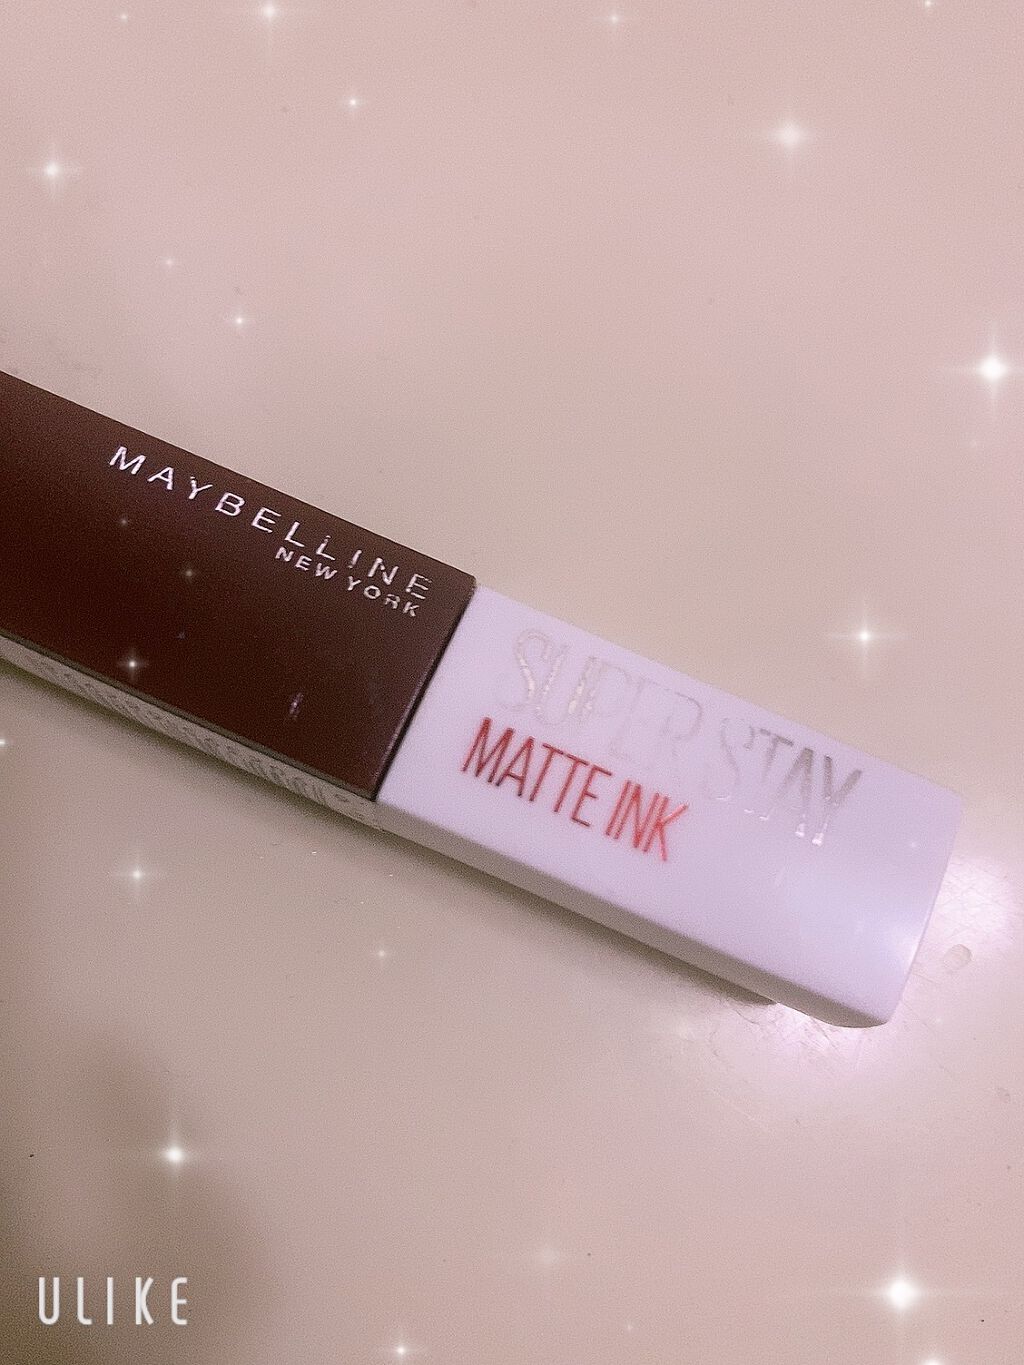 MAYBELLINE
NEW YORK
SUPER STAY
MATTE INK
ULIKE